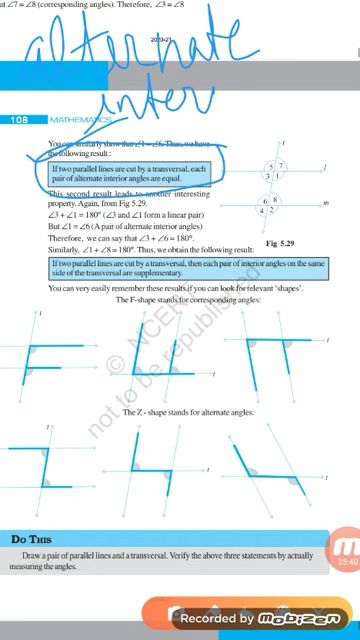 ut ∠7 = ∠8 (corresponding angles). Therefore, ∠3 = ∠8
2020-21
alternate
inter
108 MATHEMATICS
You can similarly show that ∠1 = ∠6. Thus, we have
the following result :
If two parallel lines are cut by a transversal, each
pair of alternate interior angles are equal.
This second result leads to another interesting
property. Again, from Fig 5.29.
∠3 + ∠1 = 180° (∠3 and ∠1 form a linear pair)
But ∠1 = ∠6 (A pair of alternate interior angles)
Therefore, we can say that ∠3 + ∠6 = 180°.
Similarly, ∠1 + ∠8 = 180°. Thus, we obtain the following result:
t
5 7
l
3 1
6 8
m
4 2
Fig 5.29
If two parallel lines are cut by a transversal, then each pair of interior angles on the same
side of the transversal are supplementary.
You can very easily remember these results if you can look for relevant ‘shapes’.
The F-shape stands for corresponding angles:
t
t
t
© NCERT
not to be republished
The Z - shape stands for alternate angles.
t
t
t
DO THIS
Draw a pair of parallel lines and a transversal. Verify the above three statements by actually
measuring the angles.
25:40
Recorded by MOBIZEN